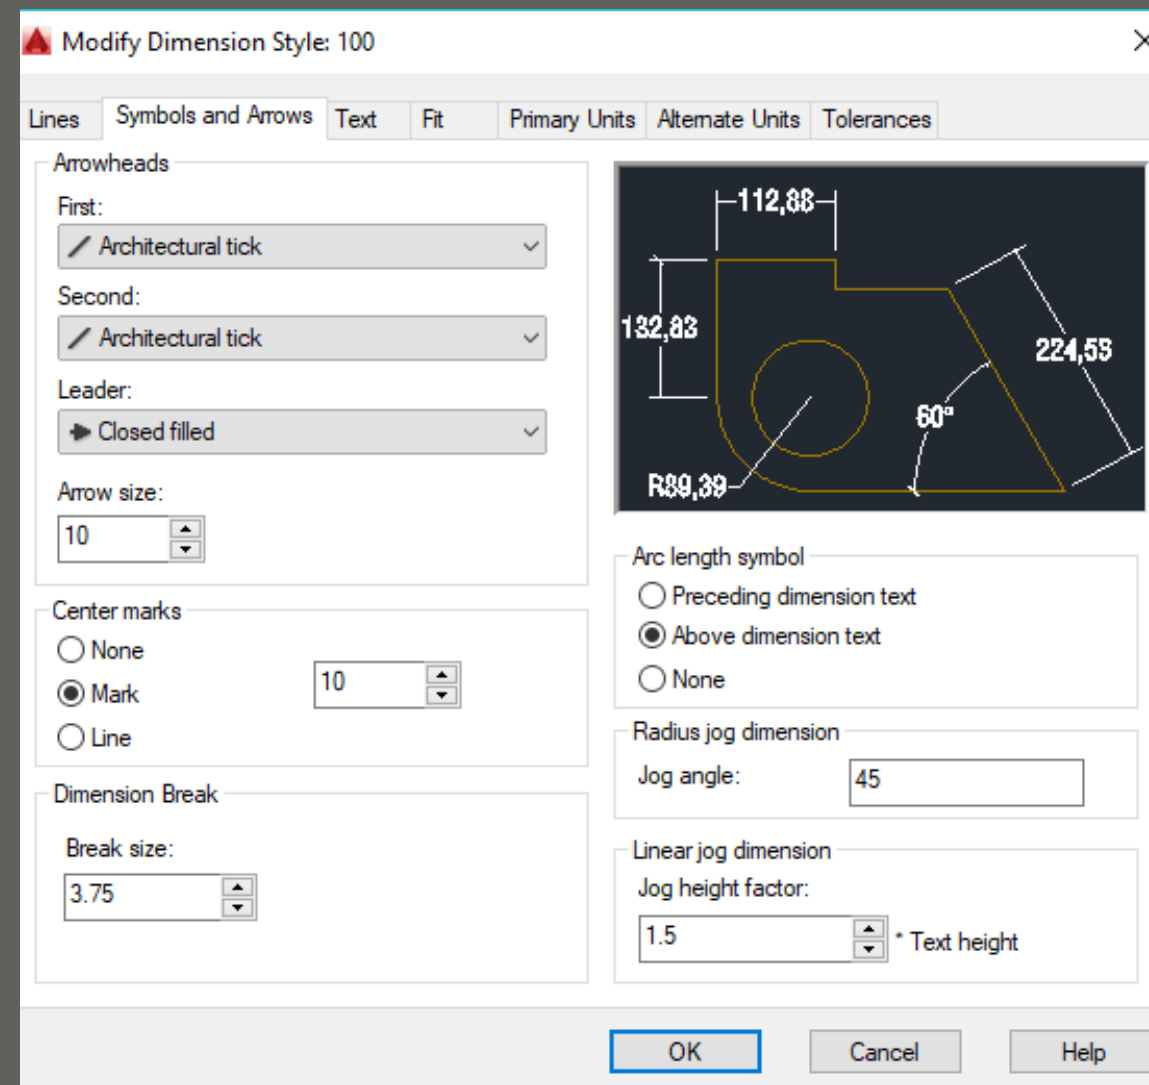 Modify Dimension Style: 100
Lines Symbols and Arrows Text Fit Primary Units Alternate Units Tolerances
Arrowheads
First:
Architectural tick
Second:
Architectural tick
Leader:
Closed filled
Arrow size:
10
Center marks
None
Mark
10
Line
Dimension Break
Break size:
3.75
112,88
132,83
224,53
60°
R89,39
Arc length symbol
Preceding dimension text
Above dimension text
None
Radius jog dimension
Jog angle:
45
Linear jog dimension
Jog height factor:
1.5
* Text height
OK Cancel Help